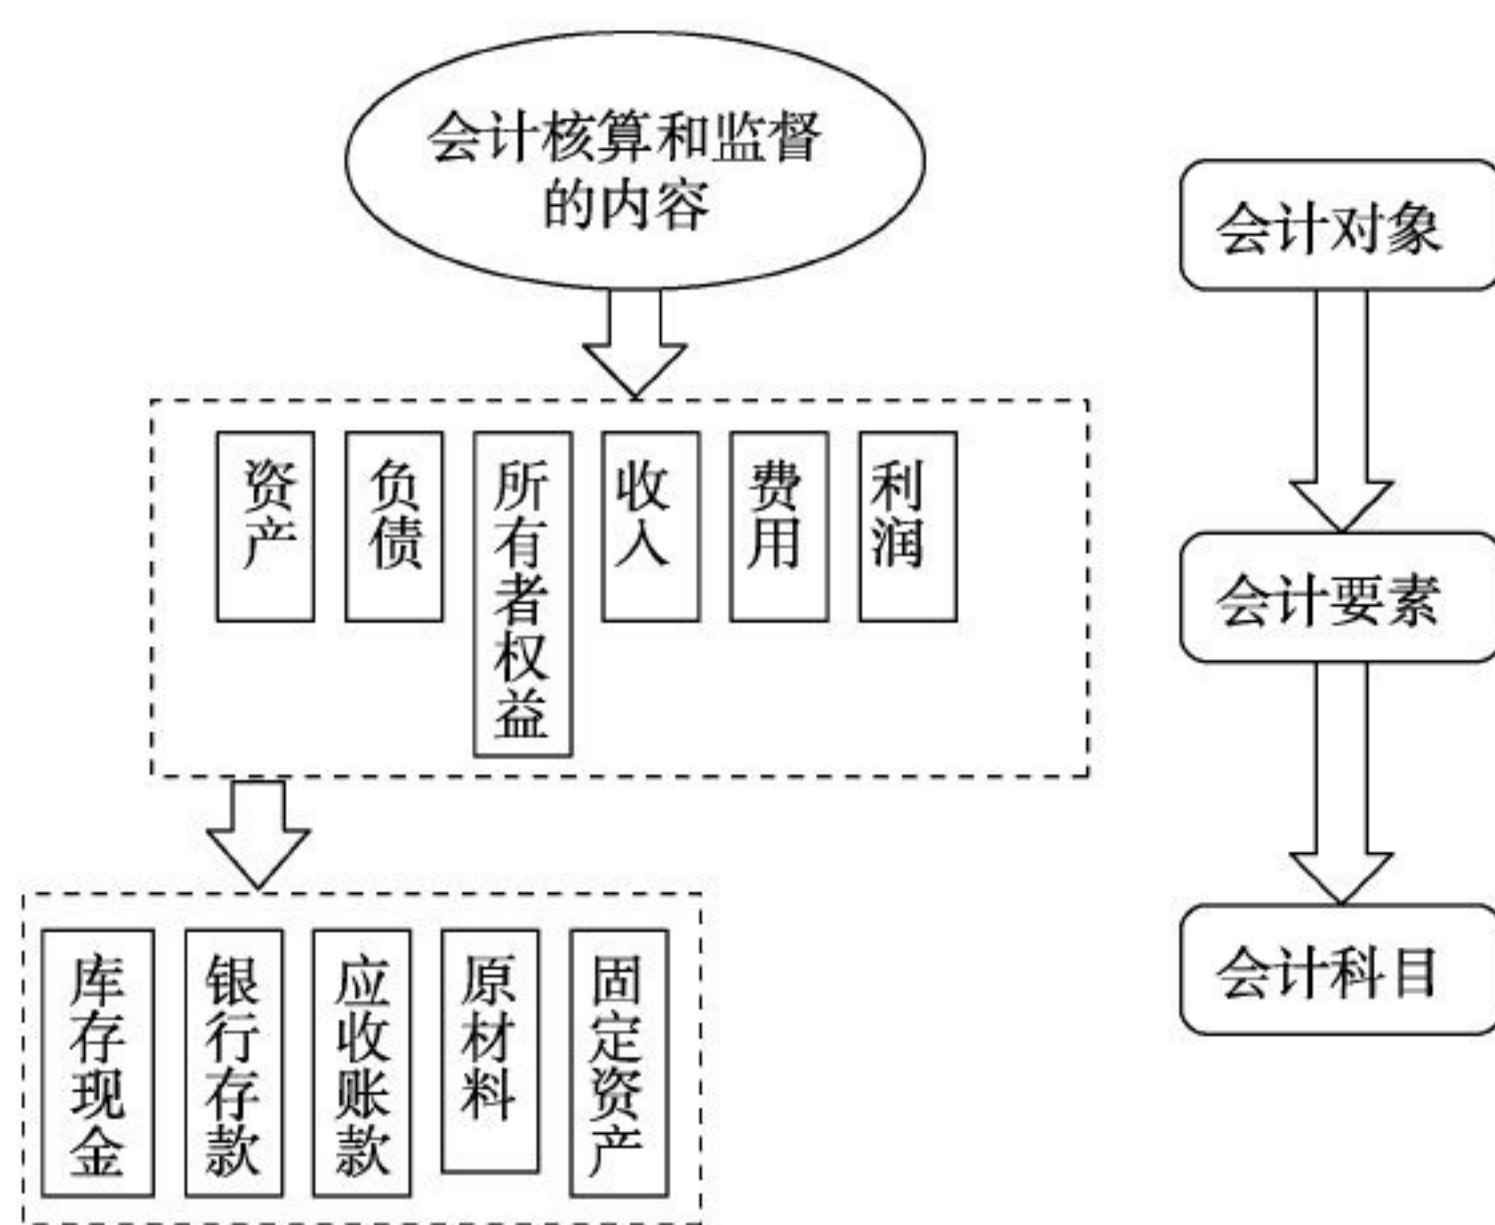 会计核算和监督
的内容
会计对象
资产
负债
所有者权益
收入
费用
利润
会计要素
库存现金
银行存款
应收账款
原材料
固定资产
会计科目